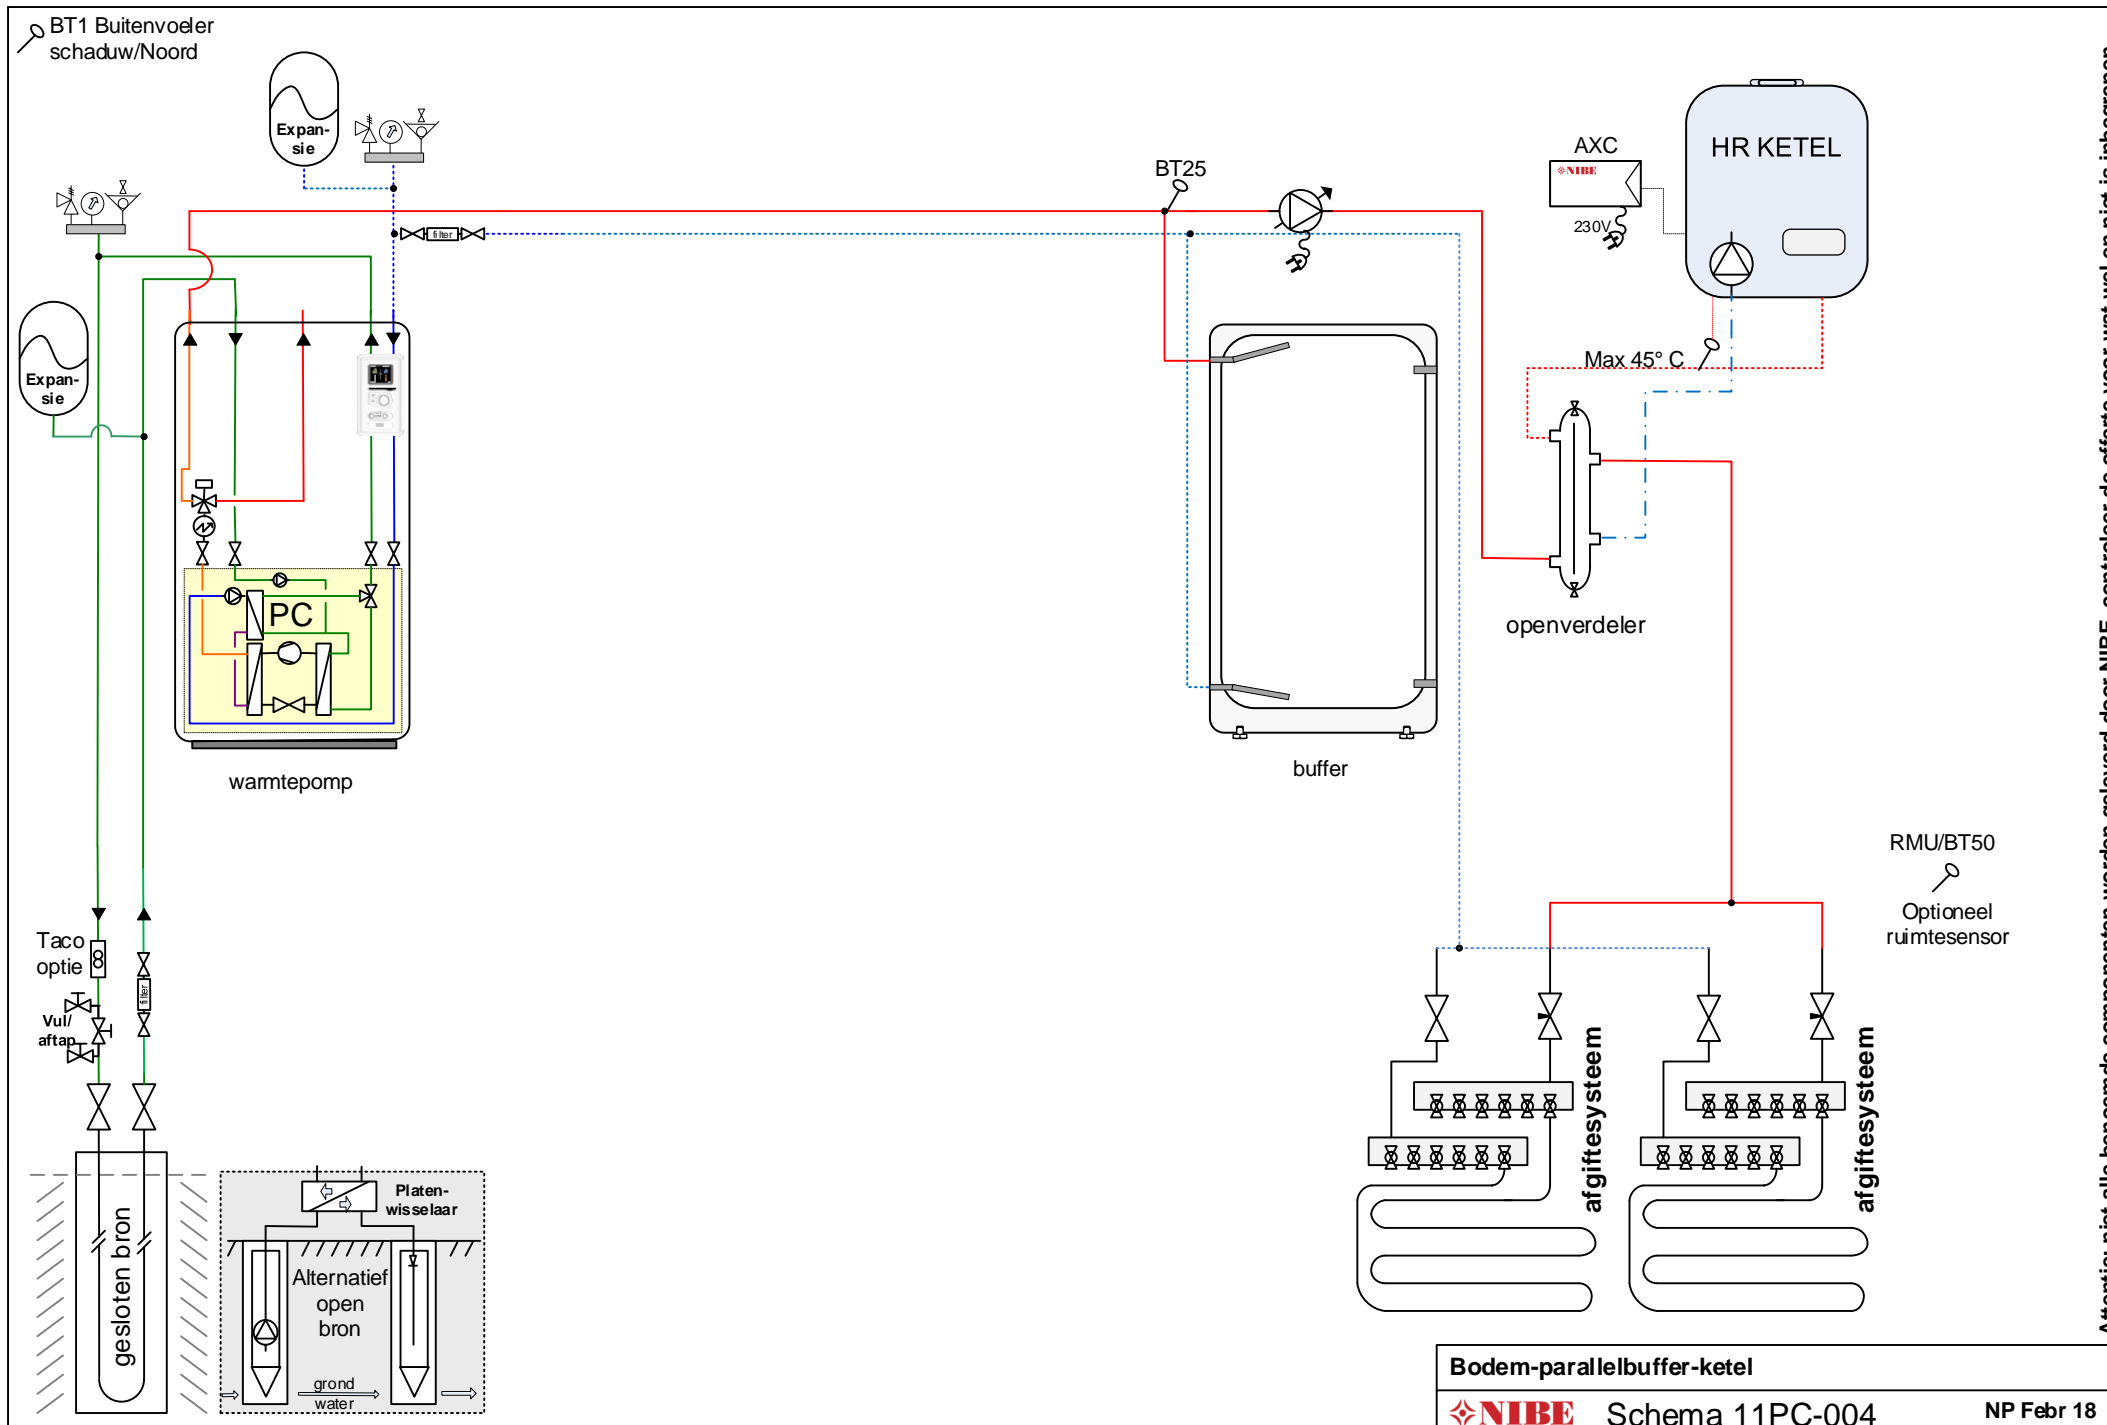 BT1 Buitenvoeler
schaduw/Noord
Expan-
sie
BT25
AXC
NIBE
230V
HR KETEL
filter
Max 45° C
Expan-
sie
PC
openverdeler
warmtepomp
buffer
RMU/BT50
Optioneel
ruimtesensor
Taco
optie
filter
Vul/
aftap
afgiftesysteem
afgiftesysteem
gesloten bron
Platen-
wisselaar
Alternatief
open
bron
grond
water
Bodem-parallelbuffer-ketel
NIBE
Schema 11PC-004
NP Febr 18